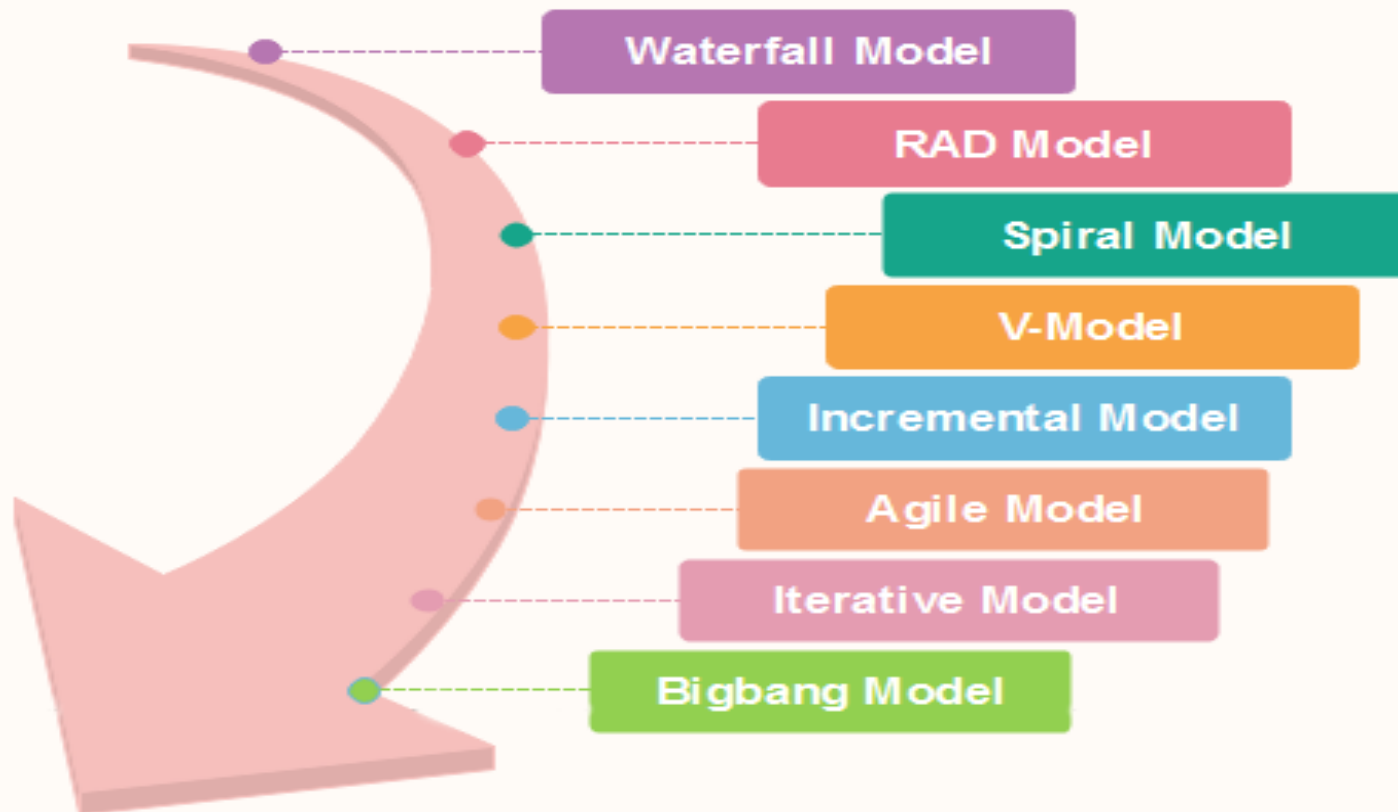 Waterfall Model
RAD Model
Spiral Model
V-Model
Incremental Model
Agile Model
Iterative Model
Bigbang Model